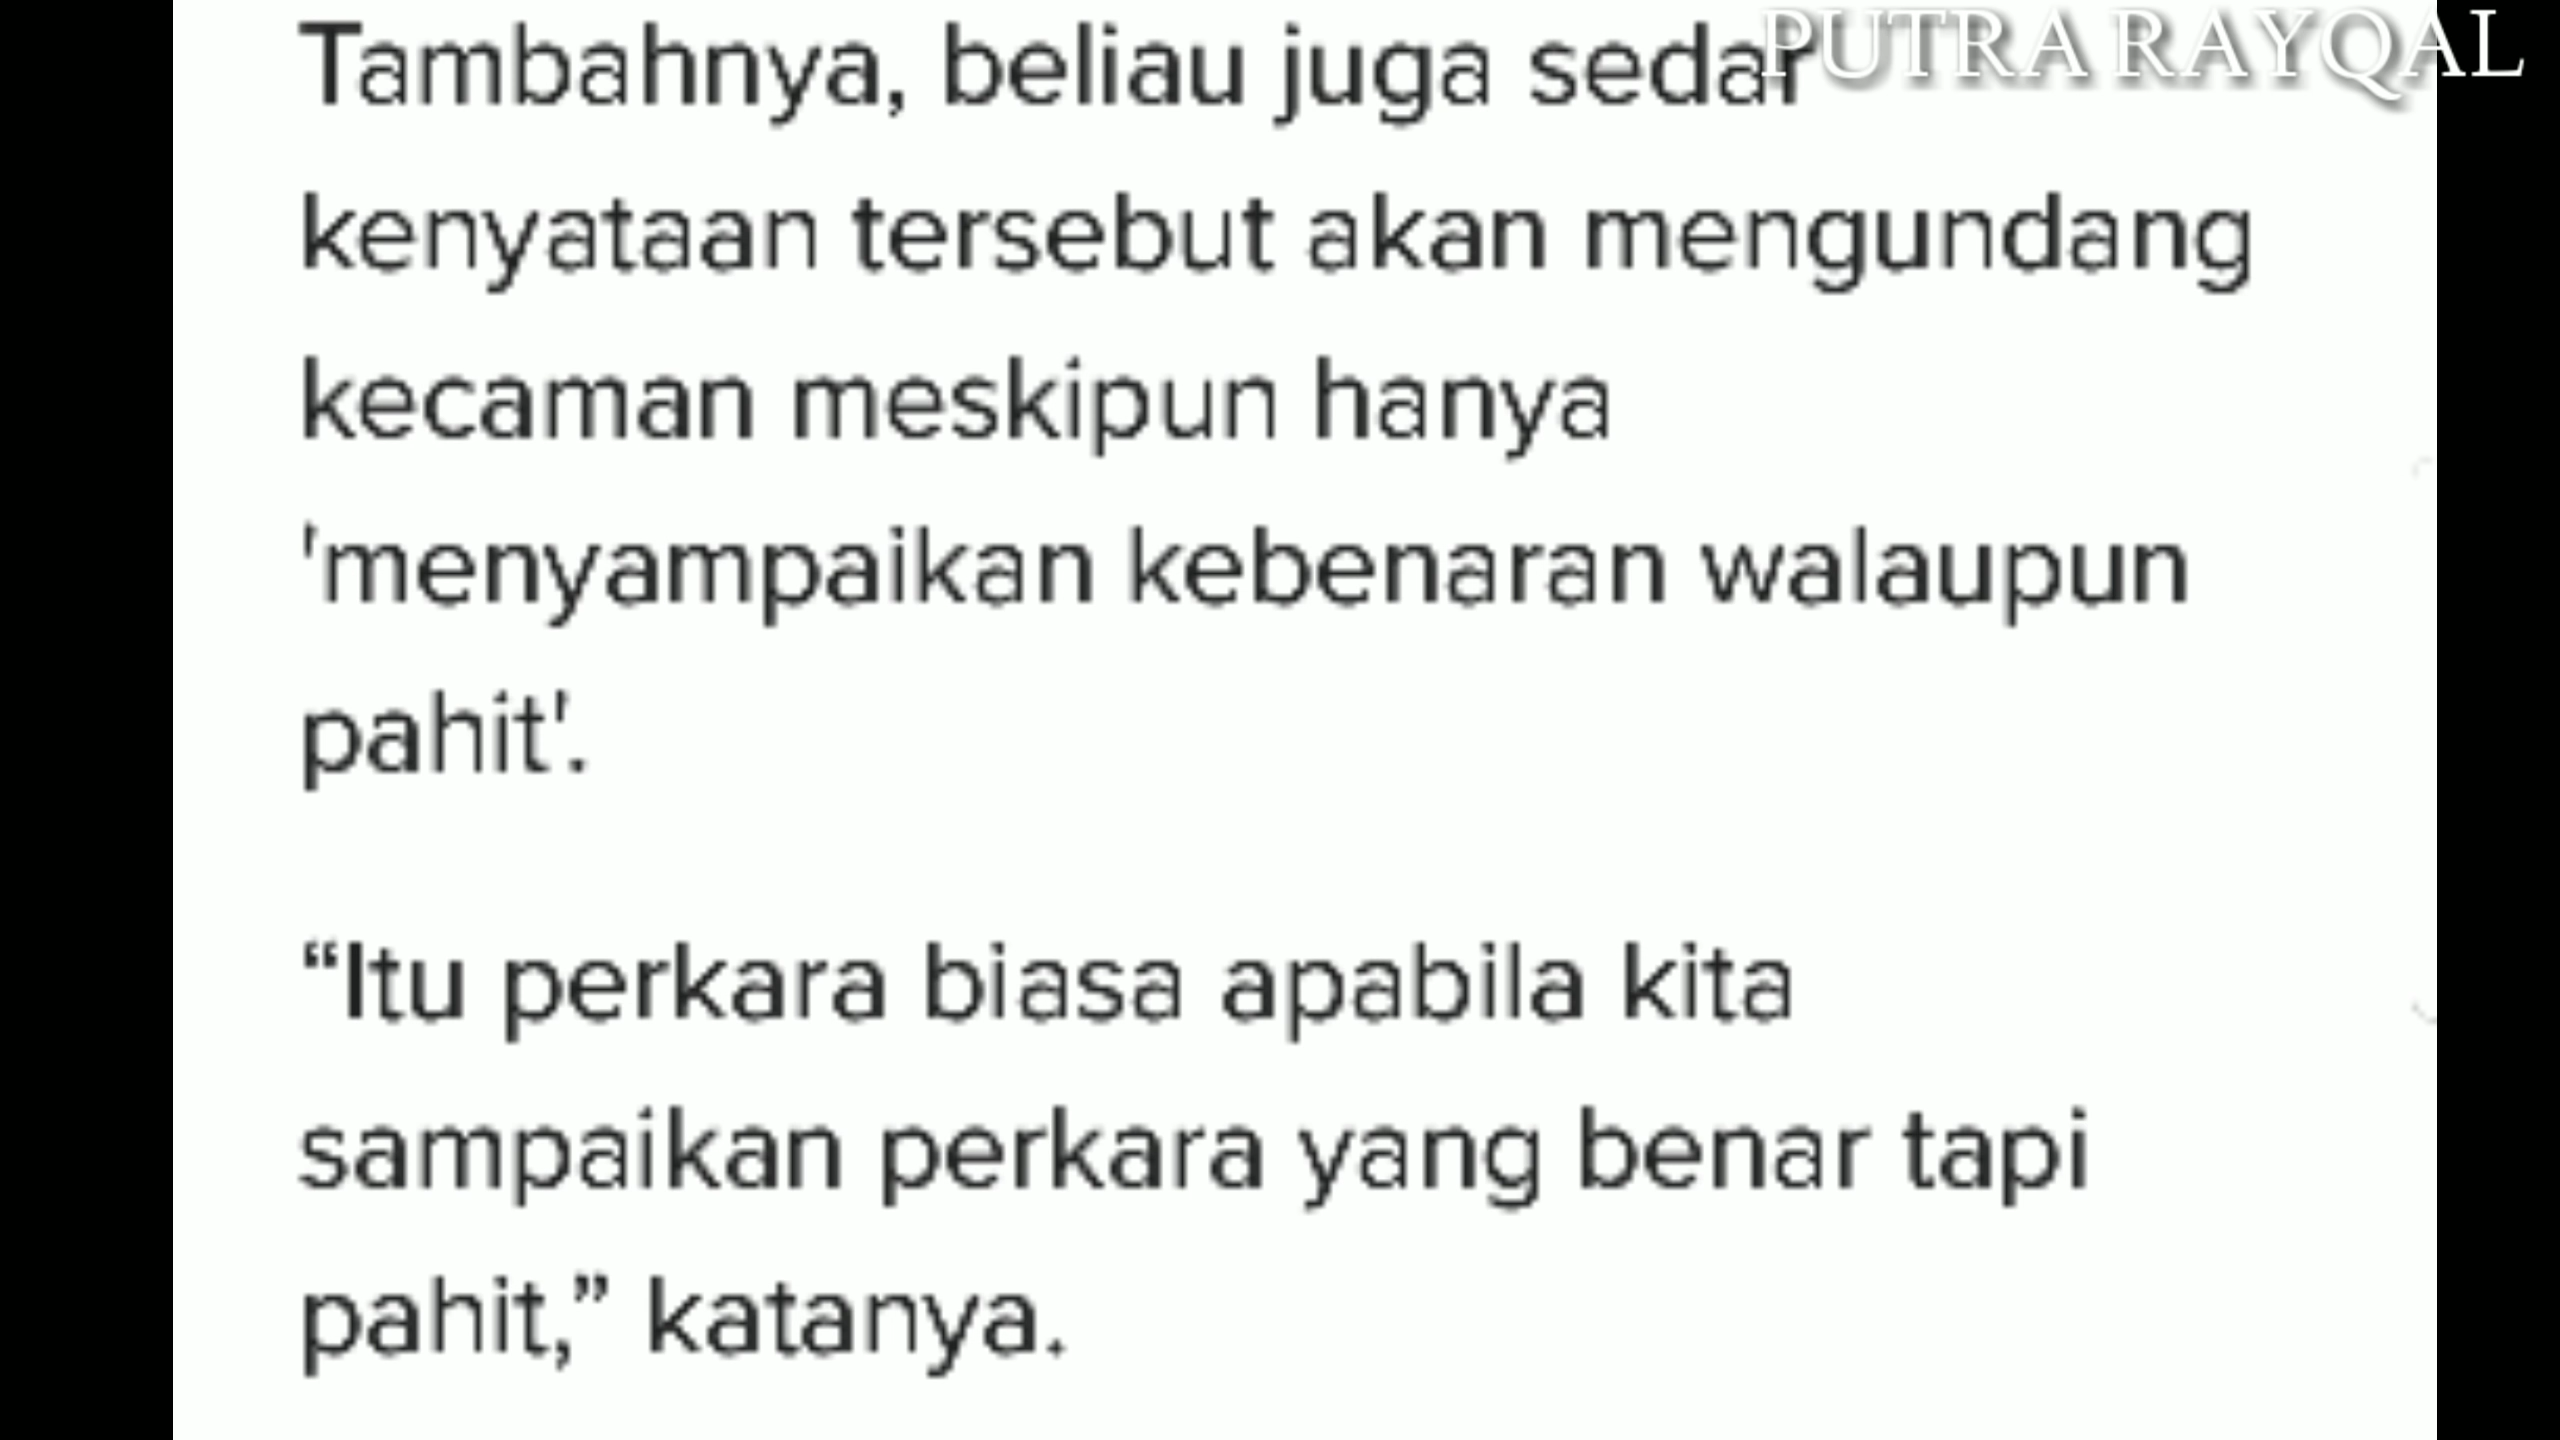 PUTRA RAYQAL
Tambahnya, beliau juga sedar
kenyataan tersebut akan mengundang
kecaman meskipun hanya
'menyampaikan kebenaran walaupun
pahit'.
“Itu perkara biasa apabila kita
sampaikan perkara yang benar tapi
pahit,” katanya.